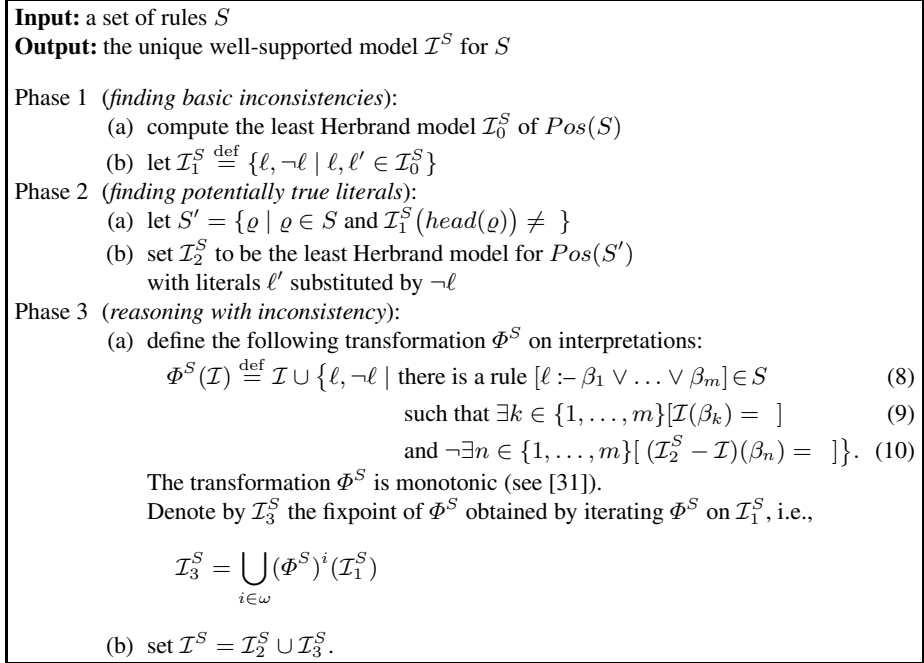 Input: a set of rules S
Output: the unique well-supported model 𝓘^S for S
Phase 1 (finding basic inconsistencies):
(a) compute the least Herbrand model 𝓘_0^S of Pos(S)
(b) let 𝓘_1^S ≝ {ℓ, ¬ℓ | ℓ, ℓ′ ∈ 𝓘_0^S}
Phase 2 (finding potentially true literals):
(a) let S′ = {ϱ | ϱ ∈ S and 𝓘_1^S(head(ϱ)) ≠ }
(b) set 𝓘_2^S to be the least Herbrand model for Pos(S′)
with literals ℓ′ substituted by ¬ℓ
Phase 3 (reasoning with inconsistency):
(a) define the following transformation Φ^S on interpretations:
Φ^S(𝓘) ≝ 𝓘 ∪ {ℓ, ¬ℓ | there is a rule [ℓ :– β_1 ∨ … ∨ β_m] ∈ S (8)
such that ∃k ∈ {1, …, m}[𝓘(β_k) = ] (9)
and ¬∃n ∈ {1, …, m}[ (𝓘_2^S − 𝓘)(β_n) = ]}. (10)
The transformation Φ^S is monotonic (see [31]).
Denote by 𝓘_3^S the fixpoint of Φ^S obtained by iterating Φ^S on 𝓘_1^S, i.e.,
𝓘_3^S = ⋃_{i∈ω} (Φ^S)^i(𝓘_1^S)
(b) set 𝓘^S = 𝓘_2^S ∪ 𝓘_3^S.